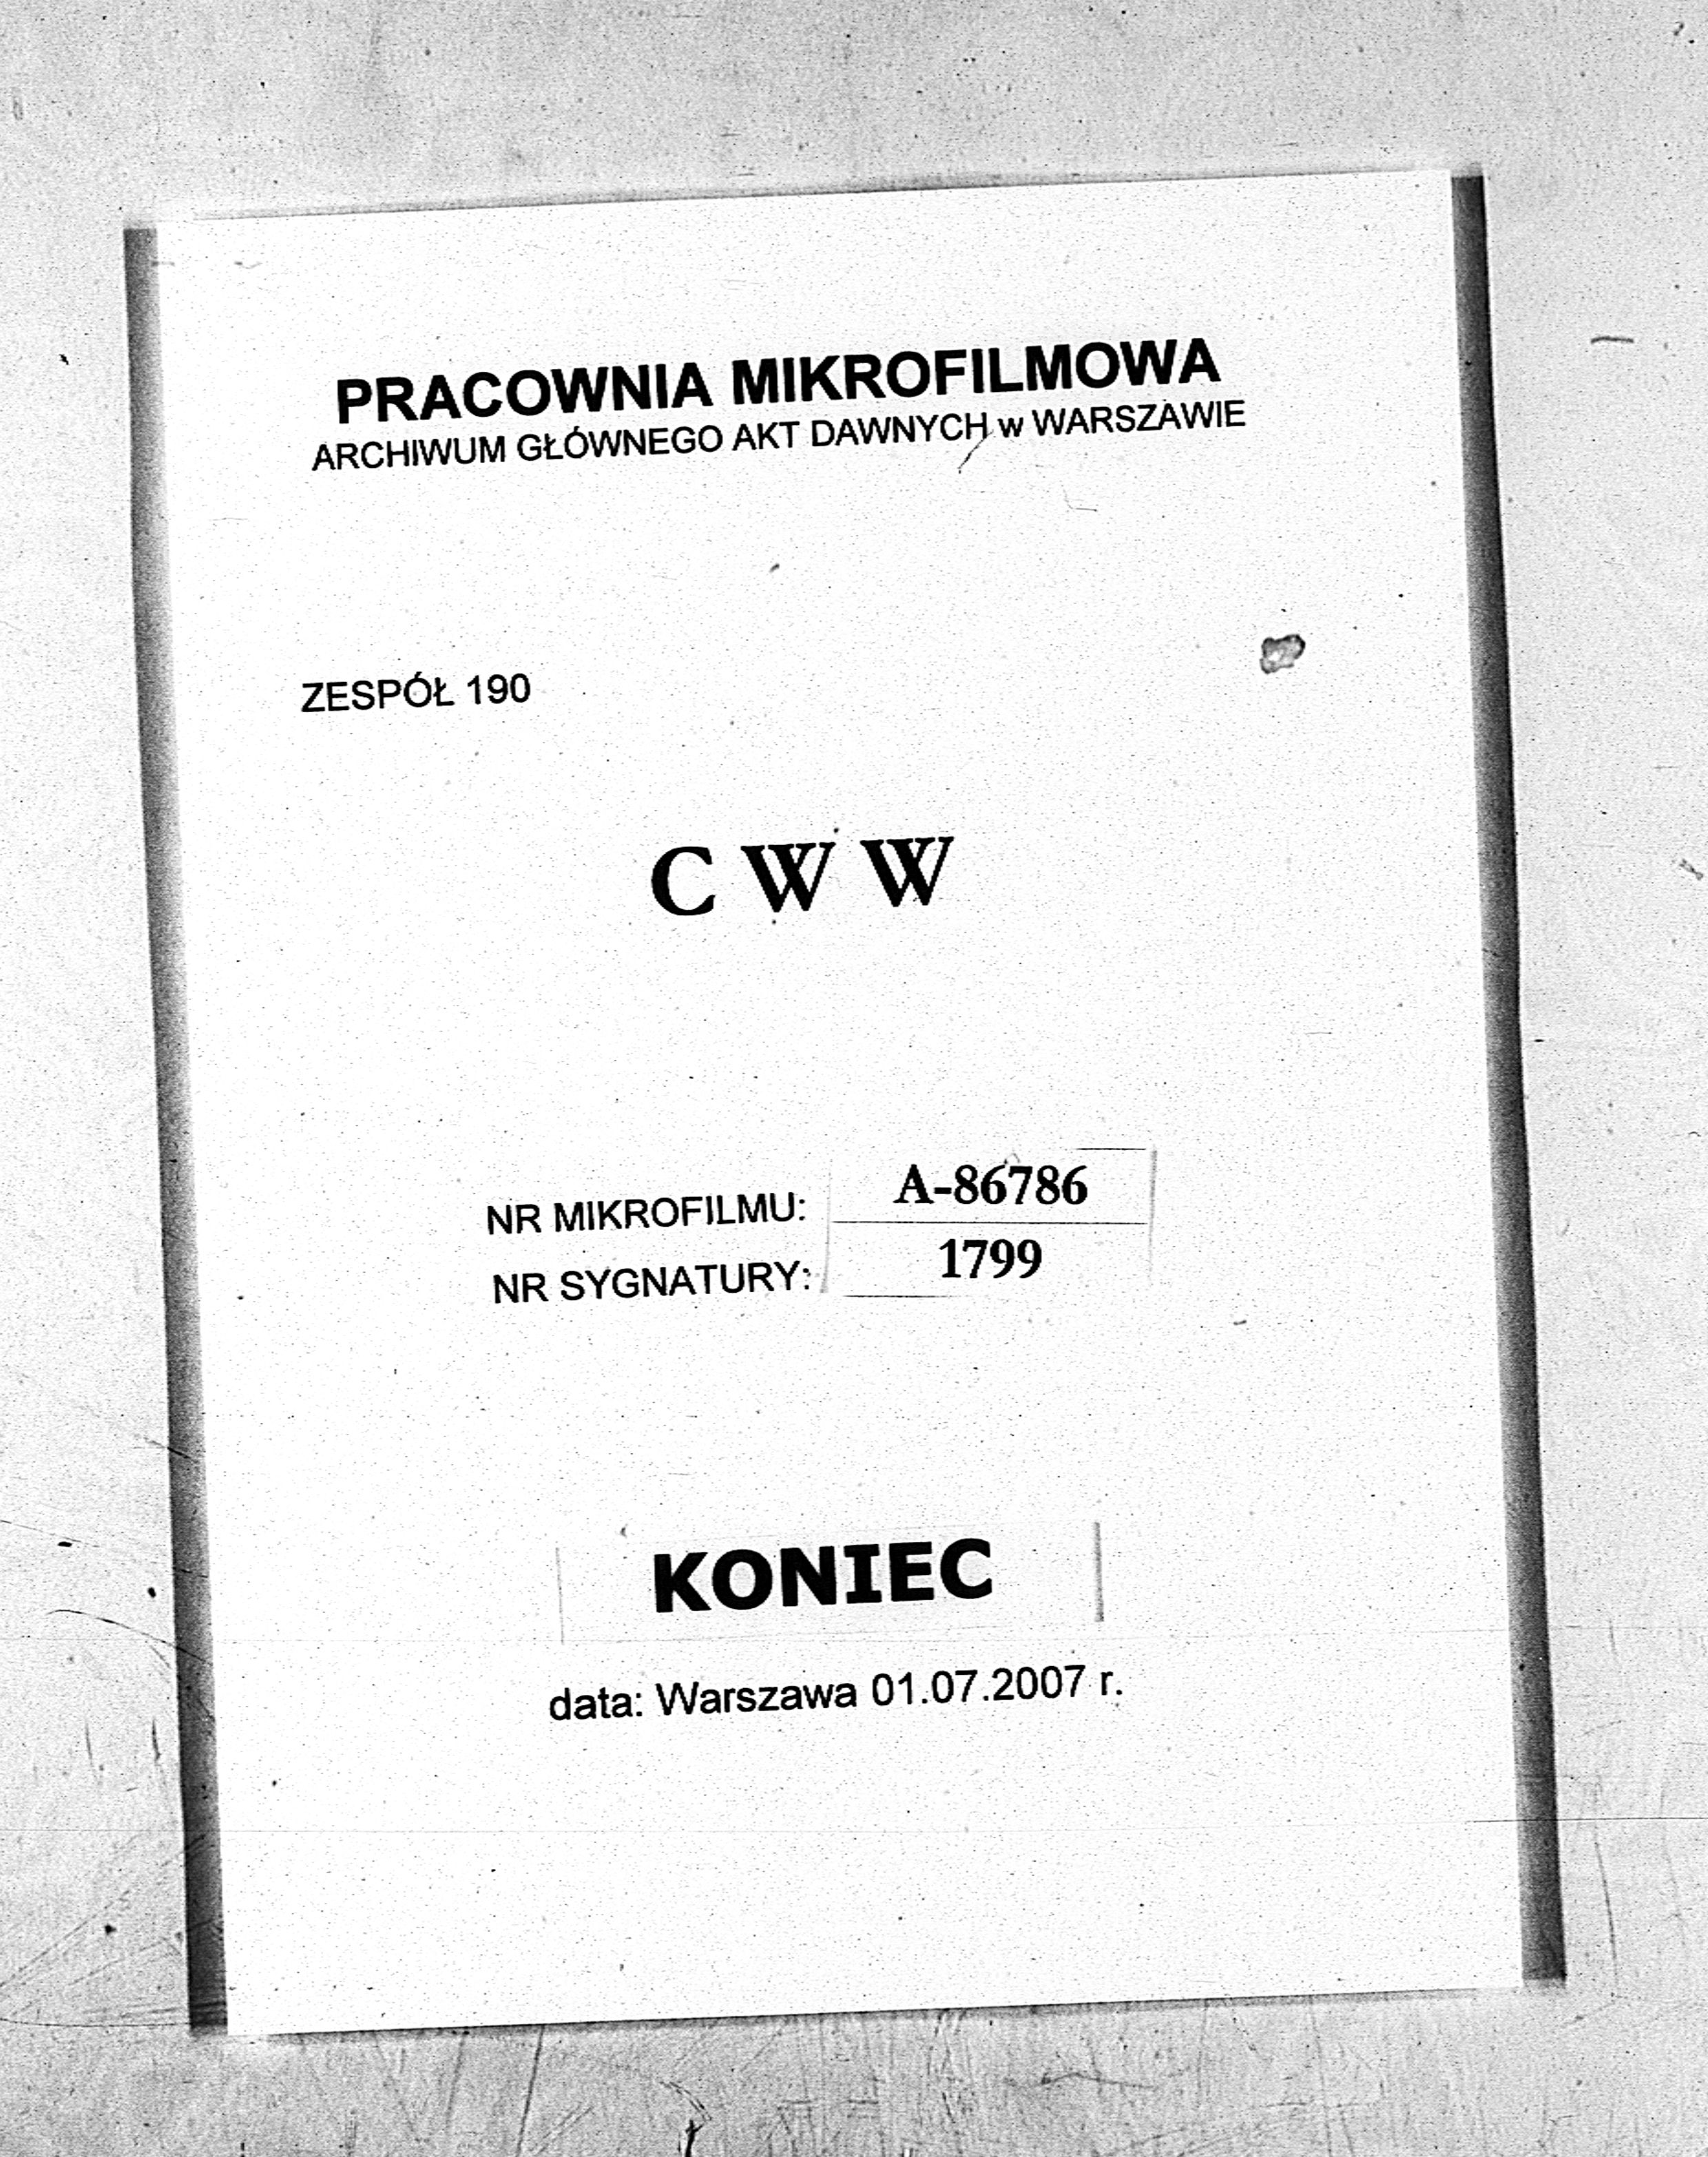 PRACOWNIA MIKROFILMOWA
ARCHIWUM GŁÓWNEGO AKT DAWNYCH w WARSZAWIE
ZESPÓŁ 190
C W W
NR MIKROFILMU: A-86786
NR SYGNATURY: 1799
KONIEC
data: Warszawa 01.07.2007 r.